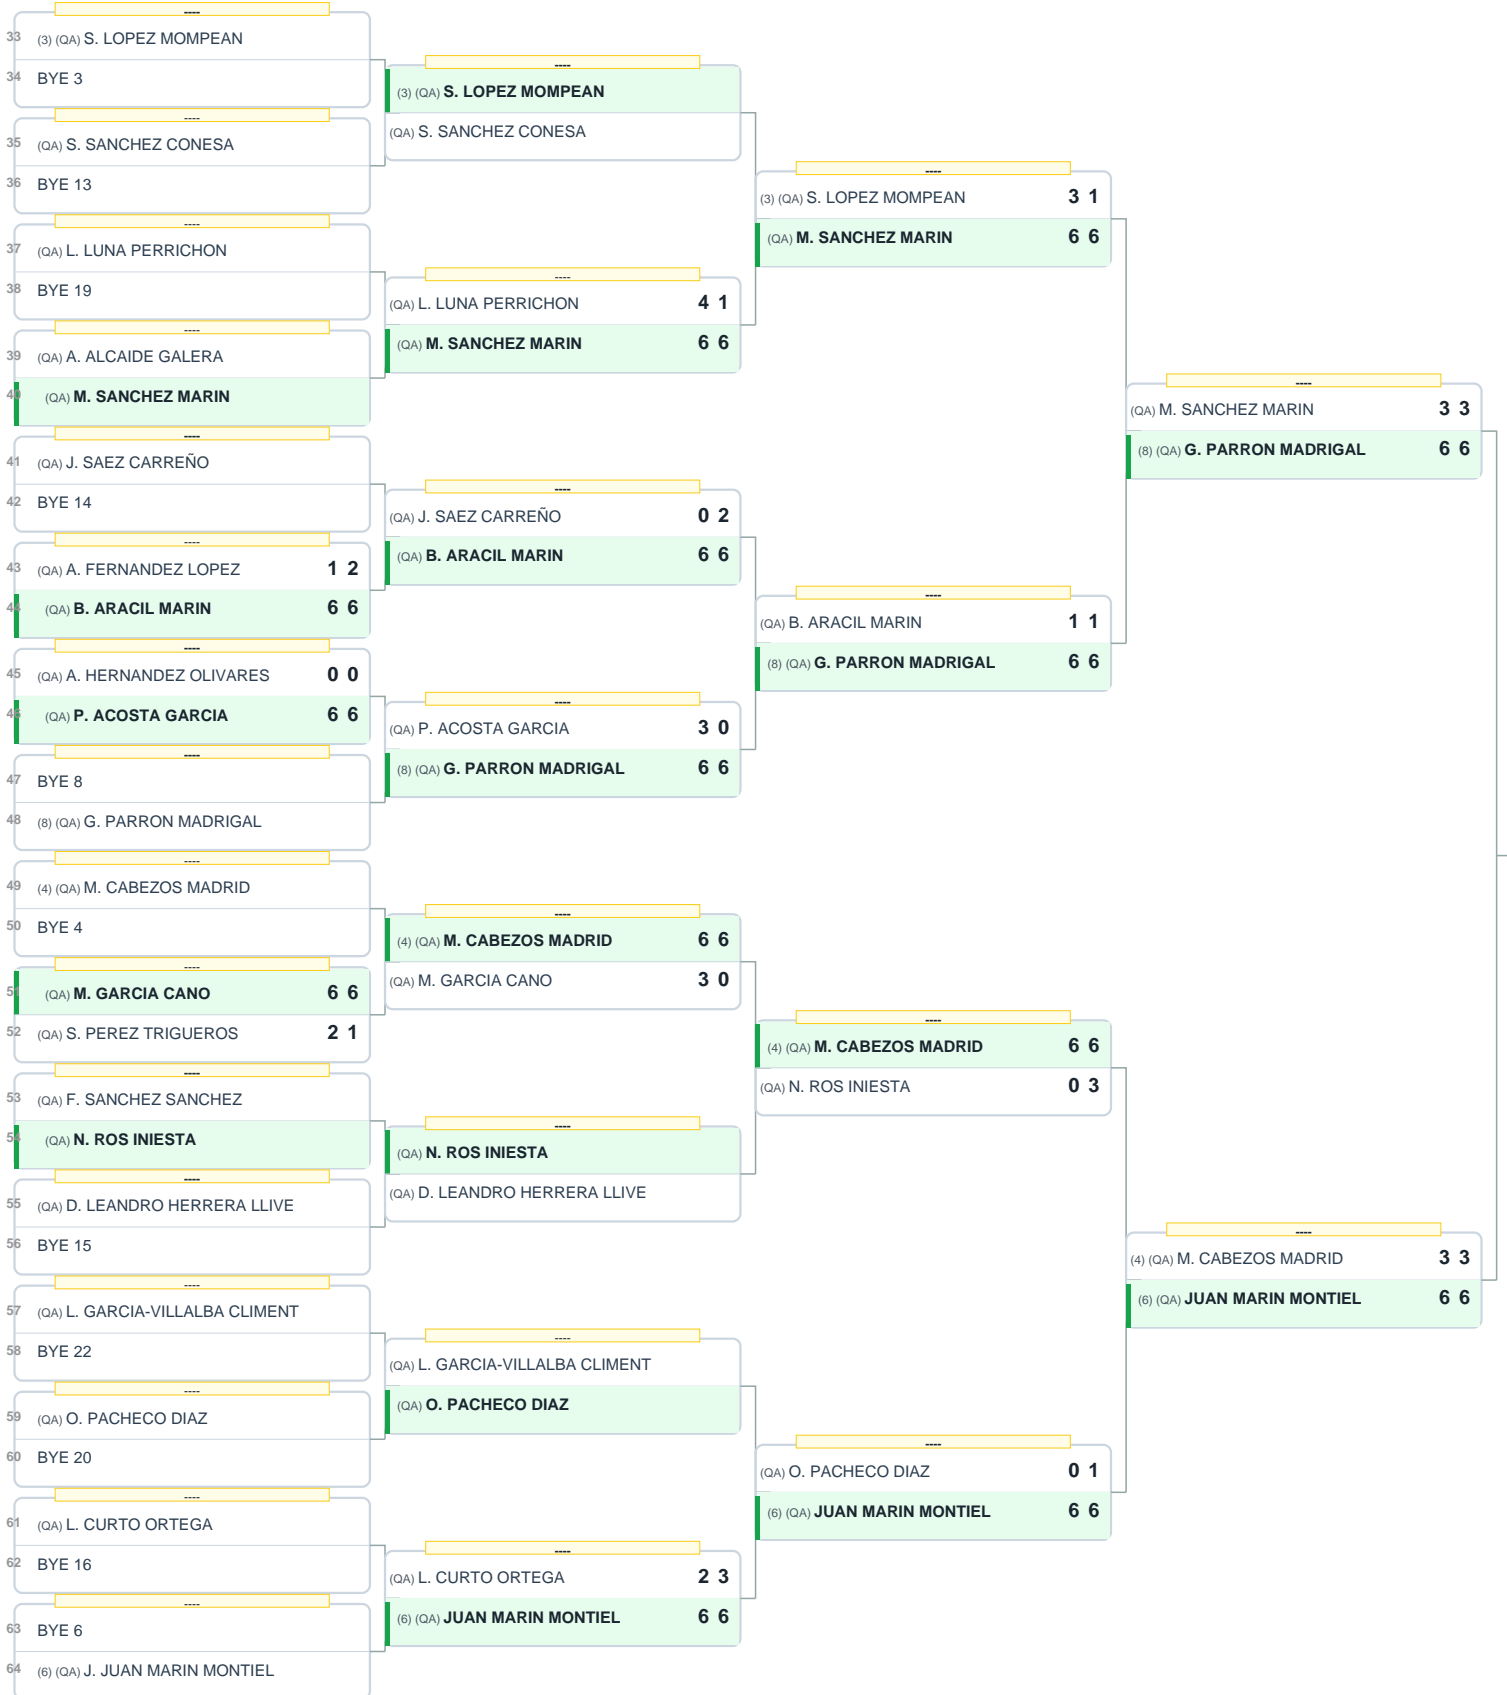 ----
33 (3) (QA) S. LOPEZ MOMPEAN
34 BYE 3
----
35 (QA) S. SANCHEZ CONESA
36 BYE 13
----
37 (QA) L. LUNA PERRICHON
38 BYE 19
----
39 (QA) A. ALCAIDE GALERA
40 (QA) M. SANCHEZ MARIN
----
41 (QA) J. SAEZ CARREÑO
42 BYE 14
----
43 (QA) A. FERNANDEZ LOPEZ 1 2
44 (QA) B. ARACIL MARIN 6 6
----
45 (QA) A. HERNANDEZ OLIVARES 0 0
46 (QA) P. ACOSTA GARCIA 6 6
----
47 BYE 8
48 (8) (QA) G. PARRON MADRIGAL
----
49 (4) (QA) M. CABEZOS MADRID
50 BYE 4
----
51 (QA) M. GARCIA CANO 6 6
52 (QA) S. PEREZ TRIGUEROS 2 1
----
53 (QA) F. SANCHEZ SANCHEZ
54 (QA) N. ROS INIESTA
----
55 (QA) D. LEANDRO HERRERA LLIVE
56 BYE 15
----
57 (QA) L. GARCIA-VILLALBA CLIMENT
58 BYE 22
----
59 (QA) O. PACHECO DIAZ
60 BYE 20
----
61 (QA) L. CURTO ORTEGA
62 BYE 16
----
63 BYE 6
64 (6) (QA) J. JUAN MARIN MONTIEL
----
(3) (QA) S. LOPEZ MOMPEAN
(QA) S. SANCHEZ CONESA
----
(QA) L. LUNA PERRICHON 4 1
(QA) M. SANCHEZ MARIN 6 6
----
(QA) J. SAEZ CARREÑO 0 2
(QA) B. ARACIL MARIN 6 6
----
(QA) P. ACOSTA GARCIA 3 0
(8) (QA) G. PARRON MADRIGAL 6 6
----
(4) (QA) M. CABEZOS MADRID 6 6
(QA) M. GARCIA CANO 3 0
----
(QA) N. ROS INIESTA
(QA) D. LEANDRO HERRERA LLIVE
----
(QA) L. GARCIA-VILLALBA CLIMENT
(QA) O. PACHECO DIAZ
----
(QA) L. CURTO ORTEGA 2 3
(6) (QA) JUAN MARIN MONTIEL 6 6
----
(3) (QA) S. LOPEZ MOMPEAN 3 1
(QA) M. SANCHEZ MARIN 6 6
----
(QA) B. ARACIL MARIN 1 1
(8) (QA) G. PARRON MADRIGAL 6 6
----
(4) (QA) M. CABEZOS MADRID 6 6
(QA) N. ROS INIESTA 0 3
----
(QA) O. PACHECO DIAZ 0 1
(6) (QA) JUAN MARIN MONTIEL 6 6
----
(QA) M. SANCHEZ MARIN 3 3
(8) (QA) G. PARRON MADRIGAL 6 6
----
(4) (QA) M. CABEZOS MADRID 3 3
(6) (QA) JUAN MARIN MONTIEL 6 6